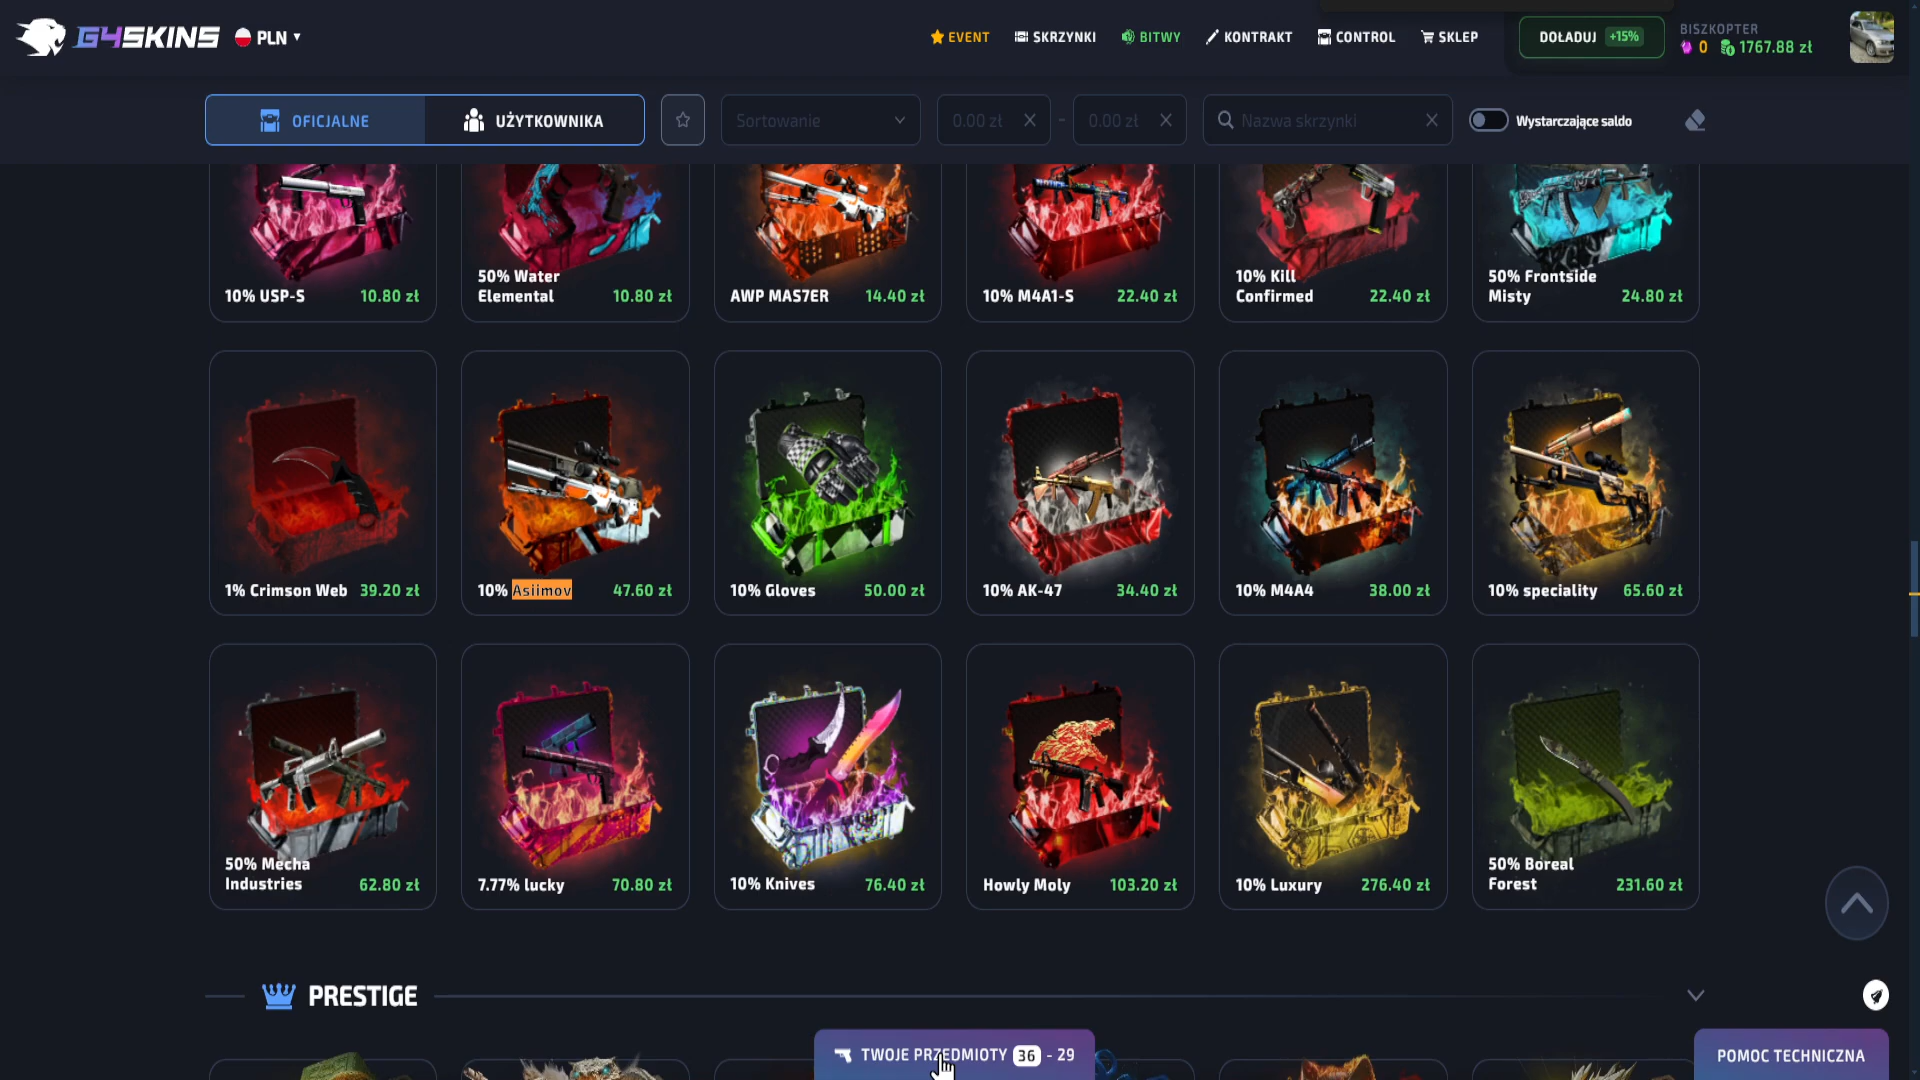 G4SKINS
PLN
EVENT
SKRZYNKI
BITWY
KONTRAKT
CONTROL
SKLEP
DOŁADUJ +15%
BISZKOPTER
0 1767.88 zł
OFICJALNE
UŻYTKOWNIKA
Sortowanie
0.00 zł - 0.00 zł
Nazwa skrzynki
Wystarczające saldo
10% USP-S 10.80 zł
50% Water
Elemental 10.80 zł
AWP MAS7ER 14.40 zł
10% M4A1-S 22.40 zł
10% Kill
Confirmed 22.40 zł
50% Frontside
Misty 24.80 zł
1% Crimson Web 39.20 zł
10% Asiimov 47.60 zł
10% Gloves 50.00 zł
10% AK-47 34.40 zł
10% M4A4 38.00 zł
10% speciality 65.60 zł
50% Mecha
Industries 62.80 zł
7.77% lucky 70.80 zł
10% Knives 76.40 zł
Howly Moly 103.20 zł
10% Luxury 276.40 zł
50% Boreal
Forest 231.60 zł
PRESTIGE
TWOJE PRZEDMIOTY 36 - 29
POMOC TECHNICZNA